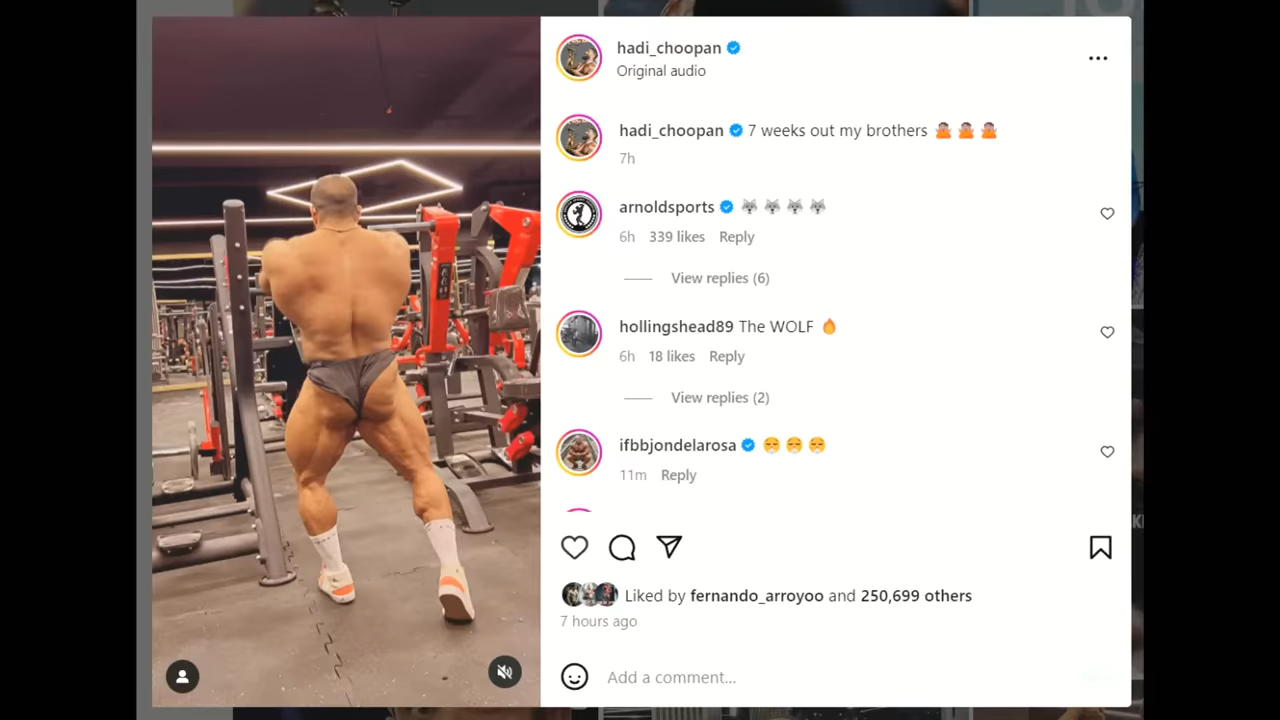 hadi_choopan
Original audio
hadi_choopan 7 weeks out my brothers 🤷🤷🤷
7h
arnoldsports 🐺🐺🐺🐺
6h 339 likes Reply
View replies (6)
hollingshead89 The WOLF 🔥
6h 18 likes Reply
View replies (2)
ifbbjondelarosa 😤😤😤
11m Reply
Liked by fernando_arroyoo and 250,699 others
7 hours ago
Add a comment...